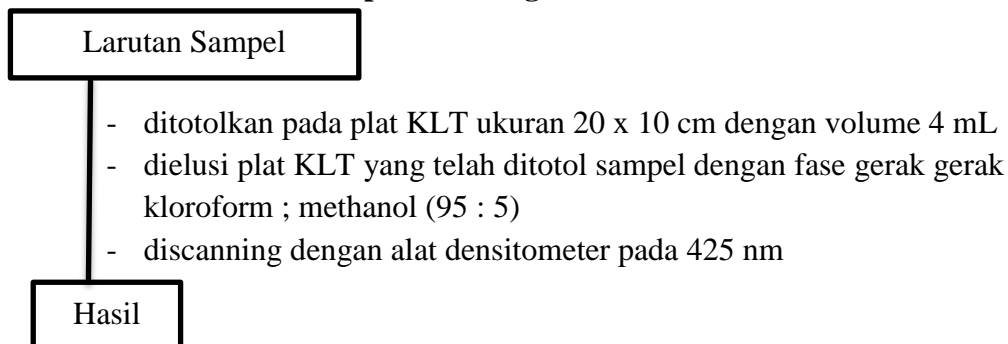 Larutan Sampel
- ditotolkan pada plat KLT ukuran 20 x 10 cm dengan volume 4 mL
- dielusi plat KLT yang telah ditotol sampel dengan fase gerak gerak
kloroform ; methanol (95 : 5)
- discanning dengan alat densitometer pada 425 nm
Hasil